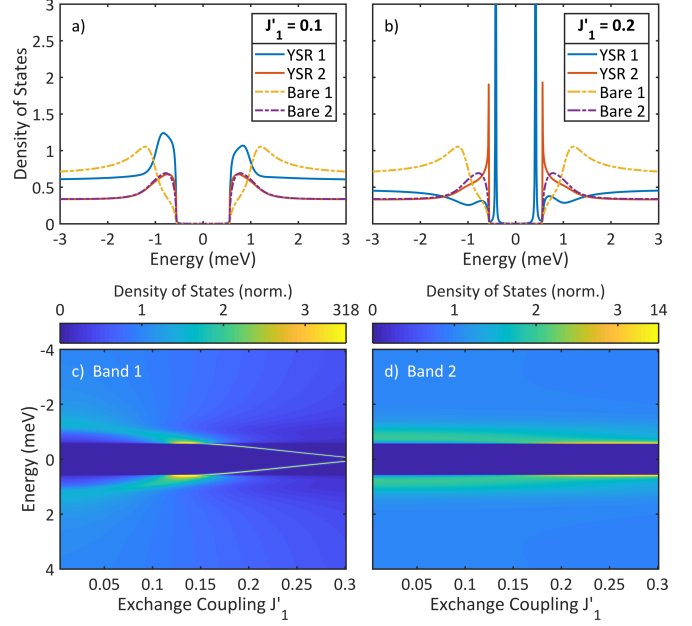 a)
J'1 = 0.1
YSR 1
YSR 2
Bare 1
Bare 2
3
2.5
2
1.5
1
0.5
0
Density of States
-3 -2 -1 0 1 2 3
Energy (meV)
b)
J'1 = 0.2
YSR 1
YSR 2
Bare 1
Bare 2
-3 -2 -1 0 1 2 3
Energy (meV)
Density of States (norm.)
0 1 2 3 318
c) Band 1
-4
-2
0
2
4
Energy (meV)
0.05 0.1 0.15 0.2 0.25 0.3
Exchange Coupling J'1
Density of States (norm.)
0 1 2 3 14
d) Band 2
0.05 0.1 0.15 0.2 0.25 0.3
Exchange Coupling J'1